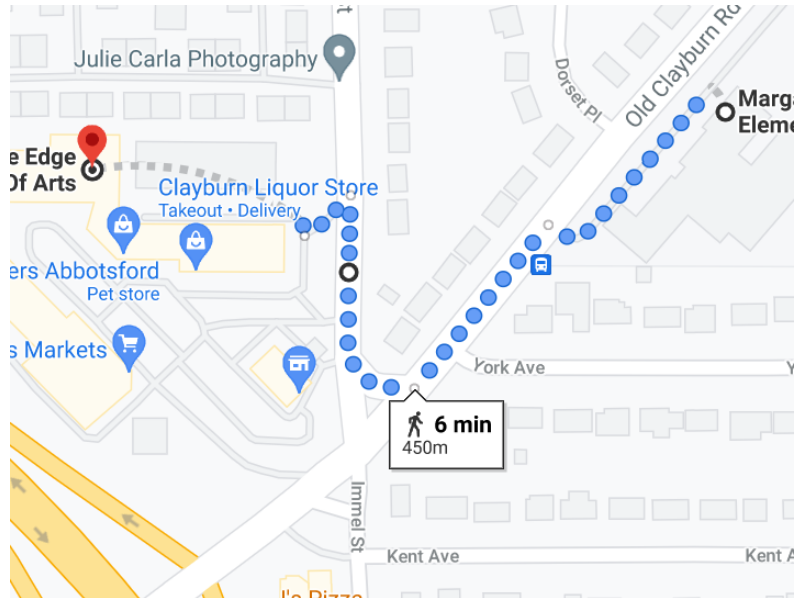 Julie Carla Photography
Old Clayburn Rd
Dorset Pl
Marga
Eleme
e Edge
Of Arts
Clayburn Liquor Store
Takeout • Delivery
ers Abbotsford
Pet store
s Markets
York Ave
Y
6 min
450m
Immel St
Kent Ave
Kent A